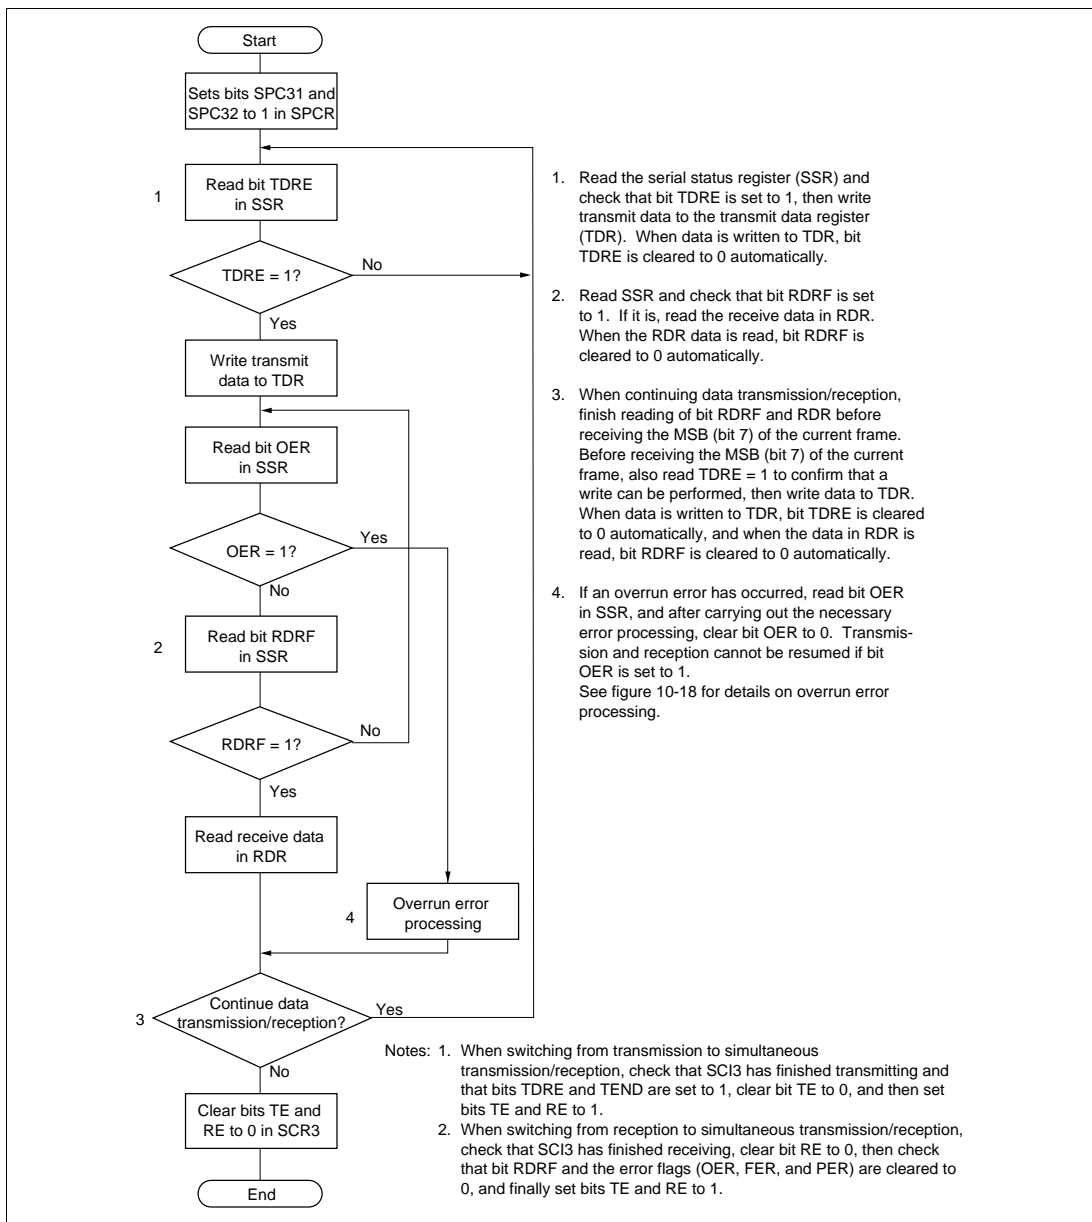 Start
Sets bits SPC31 and
SPC32 to 1 in SPCR
1
Read bit TDRE
in SSR
TDRE = 1?
No
Yes
Write transmit
data to TDR
Read bit OER
in SSR
OER = 1?
Yes
No
2
Read bit RDRF
in SSR
RDRF = 1?
No
Yes
Read receive data
in RDR
4
Overrun error
processing
3
Continue data
transmission/reception?
Yes
No
Clear bits TE and
RE to 0 in SCR3
End
1. Read the serial status register (SSR) and
check that bit TDRE is set to 1, then write
transmit data to the transmit data register
(TDR). When data is written to TDR, bit
TDRE is cleared to 0 automatically.
2. Read SSR and check that bit RDRF is set
to 1. If it is, read the receive data in RDR.
When the RDR data is read, bit RDRF is
cleared to 0 automatically.
3. When continuing data transmission/reception,
finish reading of bit RDRF and RDR before
receiving the MSB (bit 7) of the current frame.
Before receiving the MSB (bit 7) of the current
frame, also read TDRE = 1 to confirm that a
write can be performed, then write data to TDR.
When data is written to TDR, bit TDRE is cleared
to 0 automatically, and when the data in RDR is
read, bit RDRF is cleared to 0 automatically.
4. If an overrun error has occurred, read bit OER
in SSR, and after carrying out the necessary
error processing, clear bit OER to 0. Transmis-
sion and reception cannot be resumed if bit
OER is set to 1.
See figure 10-18 for details on overrun error
processing.
Notes: 1. When switching from transmission to simultaneous
transmission/reception, check that SCI3 has finished transmitting and
that bits TDRE and TEND are set to 1, clear bit TE to 0, and then set
bits TE and RE to 1.
2. When switching from reception to simultaneous transmission/reception,
check that SCI3 has finished receiving, clear bit RE to 0, then check
that bit RDRF and the error flags (OER, FER, and PER) are cleared to
0, and finally set bits TE and RE to 1.